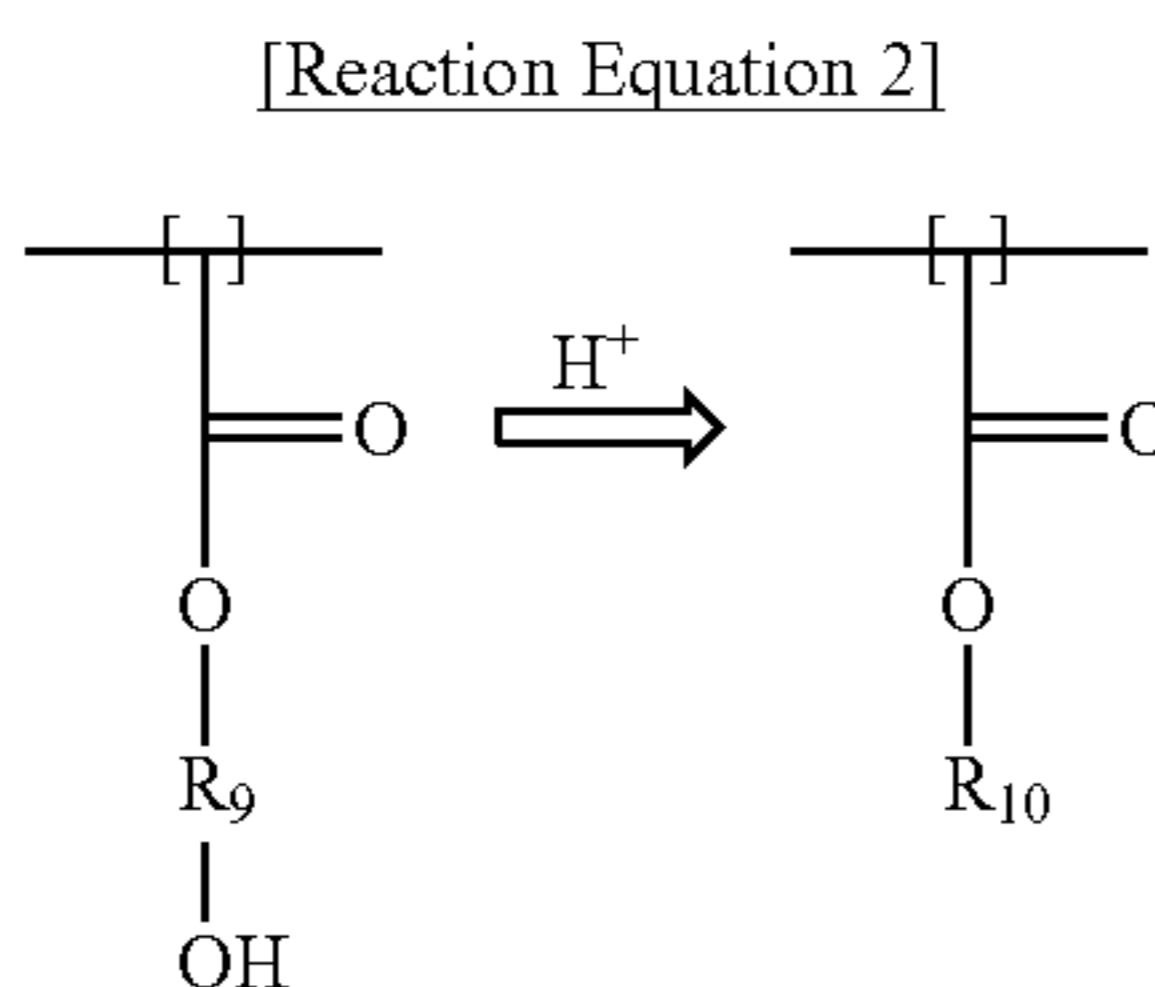 [Reaction Equation 2]
[ ] [ ]
H+
O O
O O
R9 R10
OH